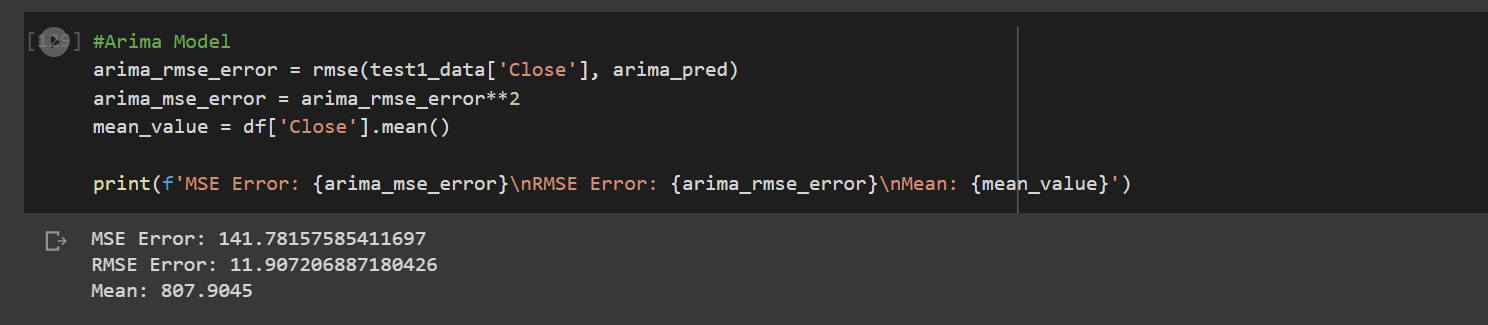 [129] #Arima Model
arima_rmse_error = rmse(test1_data['Close'], arima_pred)
arima_mse_error = arima_rmse_error**2
mean_value = df['Close'].mean()
print(f'MSE Error: {arima_mse_error}\nRMSE Error: {arima_rmse_error}\nMean: {mean_value}')
MSE Error: 141.78157585411697
RMSE Error: 11.907206887180426
Mean: 807.9045